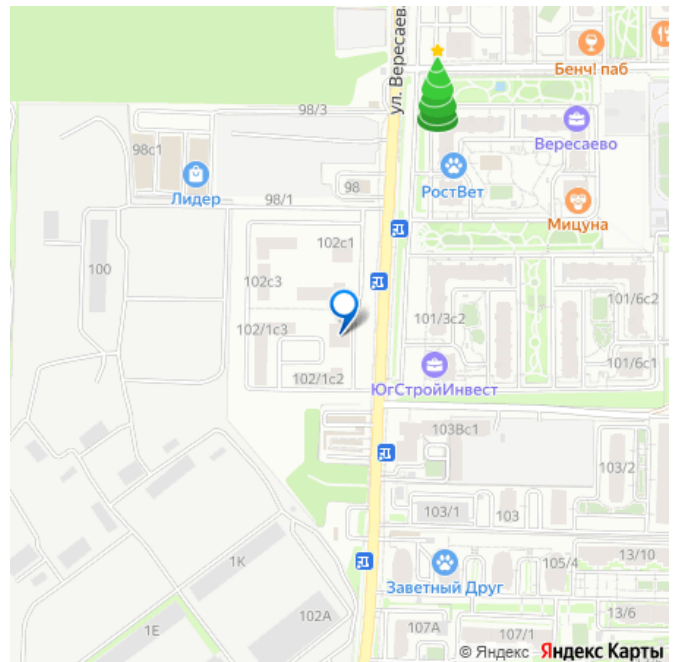 ул. Вересаева
Бенч! паб
98/3
Вересаево
98с1
РостВет
98
Лидер
98/1
Мицуна
102с1
100
102с3
101/6с2
101/3с2
102/1с3
101/6с1
102/1с2
ЮгСтройИнвест
103Вс1
103/2
103/1
103
1К
105/4
13/10
Заветный Друг
102А
13/6
1Е
107А
107/1
© Яндекс Яндекс Карты